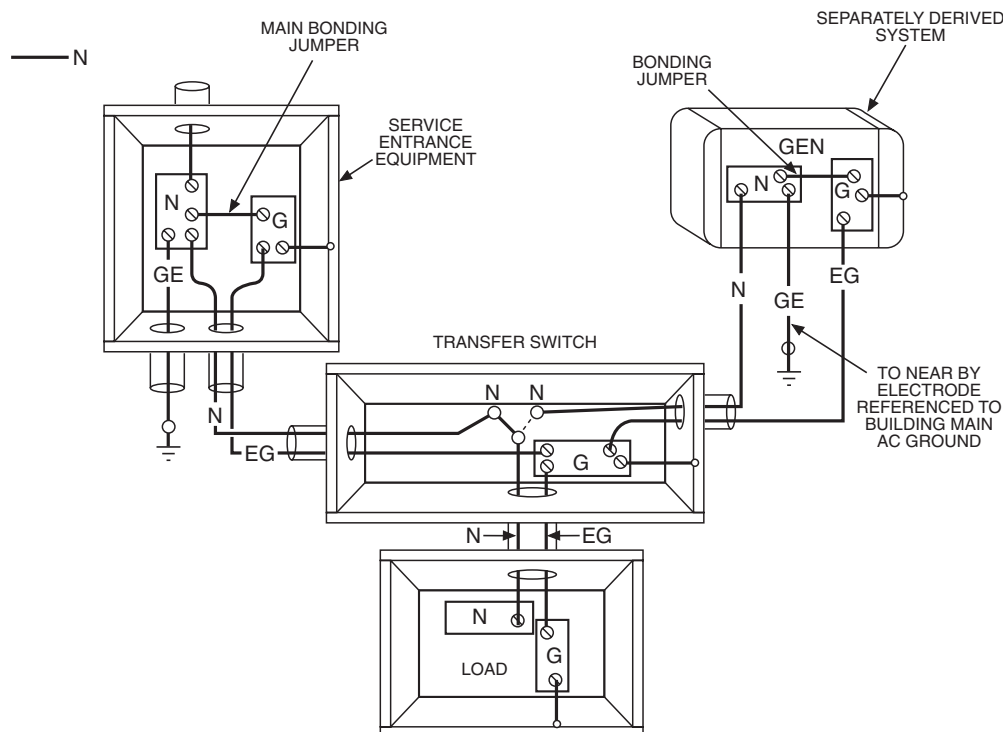 SEPARATELY DERIVED
SYSTEM
MAIN BONDING
JUMPER
N
BONDING
JUMPER
SERVICE
ENTRANCE
EQUIPMENT
GEN
N
G
N
G
GE
N
GE
EG
TRANSFER SWITCH
TO NEAR BY
ELECTRODE
REFERENCED TO
BUILDING MAIN
AC GROUND
N
N
N
EG
G
N
EG
N
G
LOAD